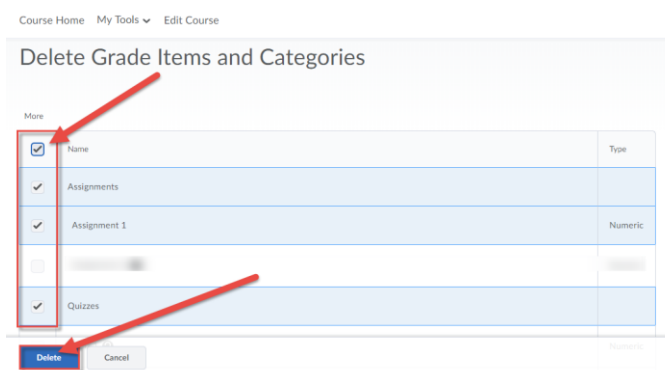 Course Home My Tools Edit Course
Delete Grade Items and Categories
More
Name Type
Assignments
Assignment 1 Numeric
Quizzes
Numeric
Delete Cancel